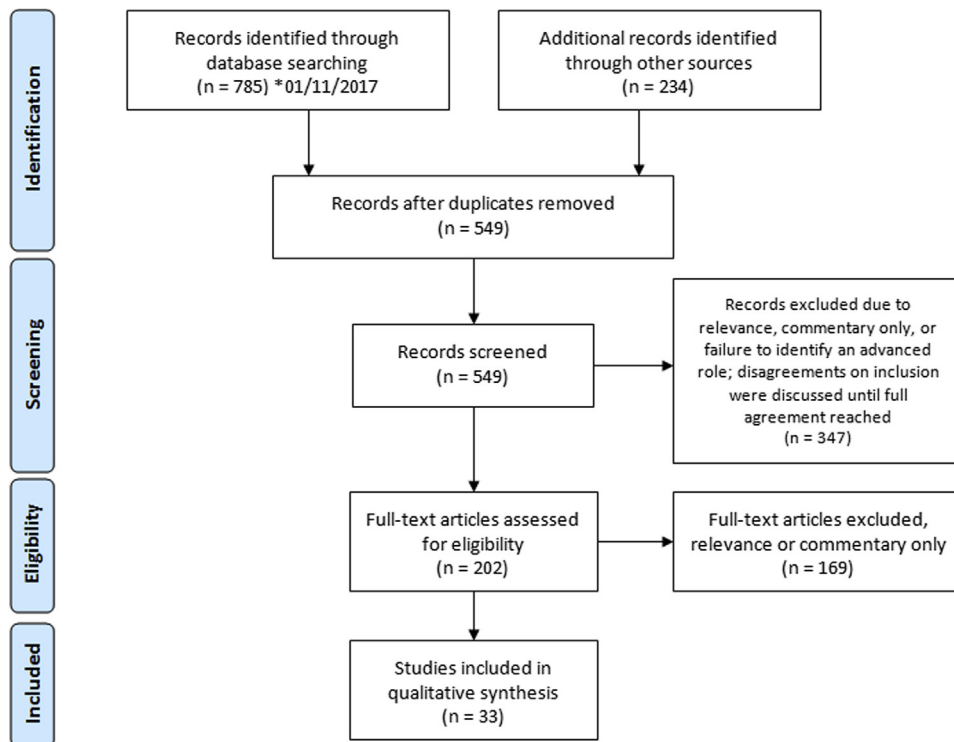 Identification
Records identified through
database searching
(n = 785) *01/11/2017
Additional records identified
through other sources
(n = 234)
Records after duplicates removed
(n = 549)
Screening
Records screened
(n = 549)
Records excluded due to
relevance, commentary only, or
failure to identify an advanced
role; disagreements on inclusion
were discussed until full
agreement reached
(n = 347)
Eligibility
Full-text articles assessed
for eligibility
(n = 202)
Full-text articles excluded,
relevance or commentary only
(n = 169)
Included
Studies included in
qualitative synthesis
(n = 33)